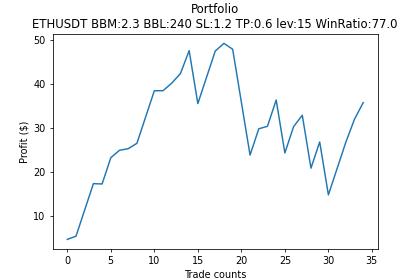 Portfolio
ETHUSDT BBM:2.3 BBL:240 SL:1.2 TP:0.6 lev:15 WinRatio:77.0
50
40
30
20
10
Profit ($)
0 5 10 15 20 25 30 35
Trade counts